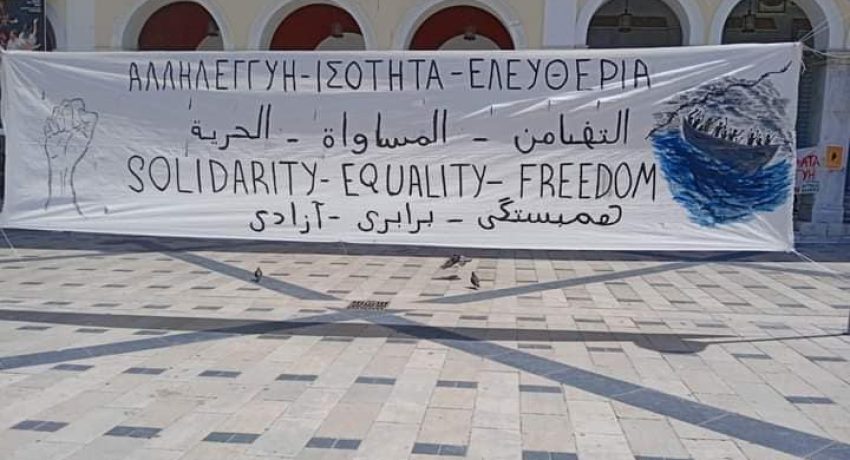 ΑΛΛΗΛΕΓΓΥΗ-ΙΣΟΤΗΤΑ-ΕΛΕΥΘΕΡΙΑ
التضامن - المساواة - الحرية
SOLIDARITY-EQUALITY-FREEDOM
همبستگی - برابری - آزادی